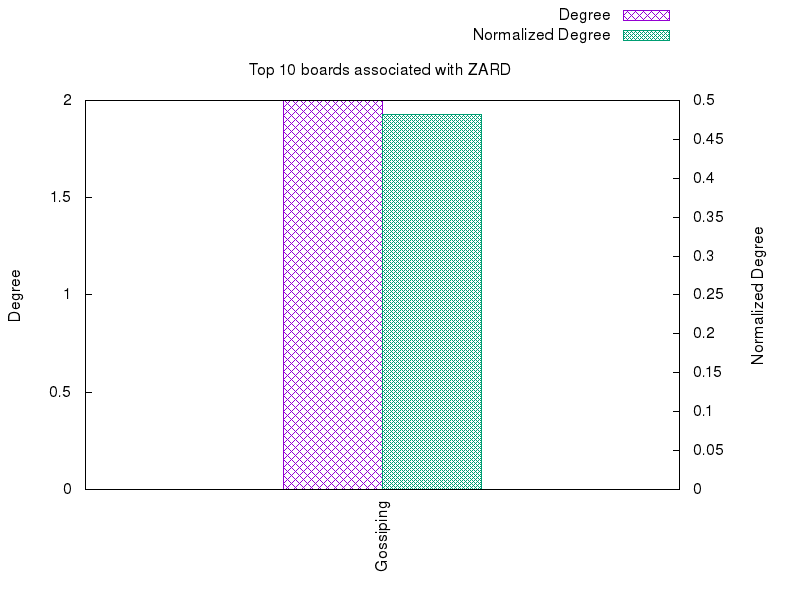 Degree
Normalized Degree
Top 10 boards associated with ZARD
2
1.5
1
0.5
0
0.5
0.45
0.4
0.35
0.3
0.25
0.2
0.15
0.1
0.05
0
Degree
Normalized Degree
Gossiping